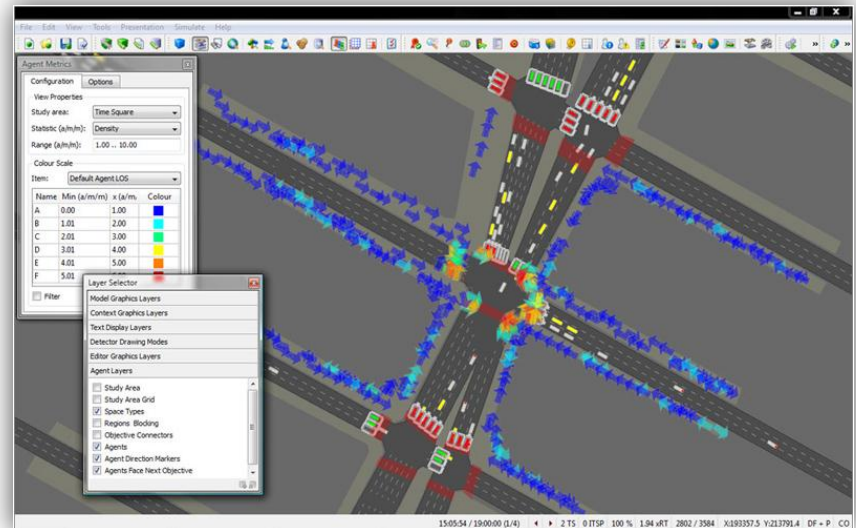 File Edit View Tools Presentation Simulate Help
Agent Metrics
Configuration Options
View Properties
Study area: Time Square
Statistic (a/m/m): Density
Range (a/m/m): 1.00 .. 10.00
Colour Scale
Item: Default Agent LOS
Name Min (a/m/m) x (a/m, Colour
A 0.00 1.00
B 1.01 2.00
C 2.01 3.00
D 3.01 4.00
E 4.01 5.00
F 5.01
Filter
Layer Selector
Model Graphics Layers
Context Graphics Layers
Text Display Layers
Detector Drawing Modes
Editor Graphics Layers
Agent Layers
Study Area
Study Area Grid
Space Types
Regions Blocking
Objective Connectors
Agents
Agent Direction Markers
Agents Face Next Objective
15:05:54 / 19:00:00 (1/4) 2 TS 0 ITSP 100 % 1.94 xRT 2802 / 3584 X:193357.5 Y:213791.4 DF + P CO